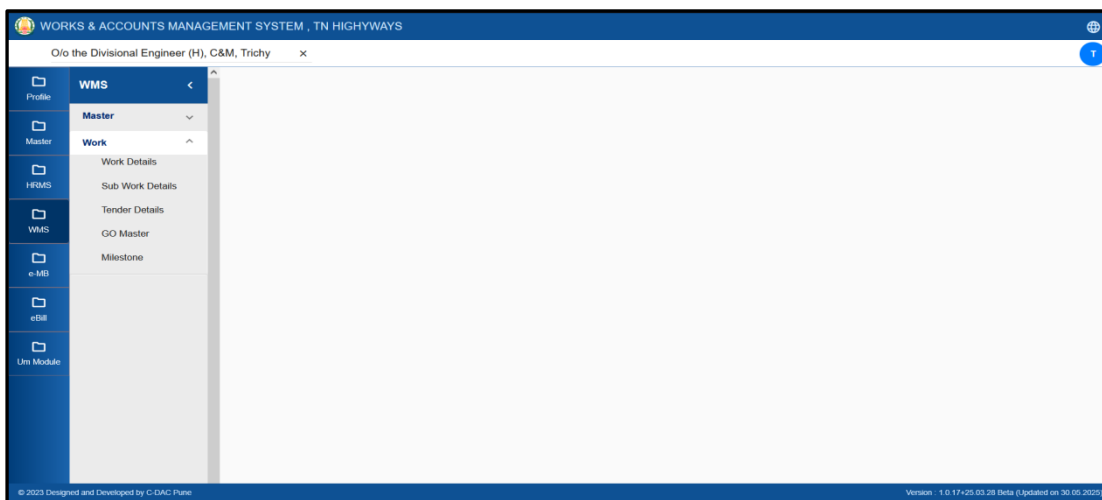 WORKS & ACCOUNTS MANAGEMENT SYSTEM , TN HIGHYWAYS
O/o the Divisional Engineer (H), C&M, Trichy ×
T
Profile
Master
HRMS
WMS
e-MB
eBill
Um Module
WMS
Master
Work
Work Details
Sub Work Details
Tender Details
GO Master
Milestone
© 2023 Designed and Developed by C-DAC Pune
Version : 1.0.17+25.03.28 Beta (Updated on 30.05.2025)